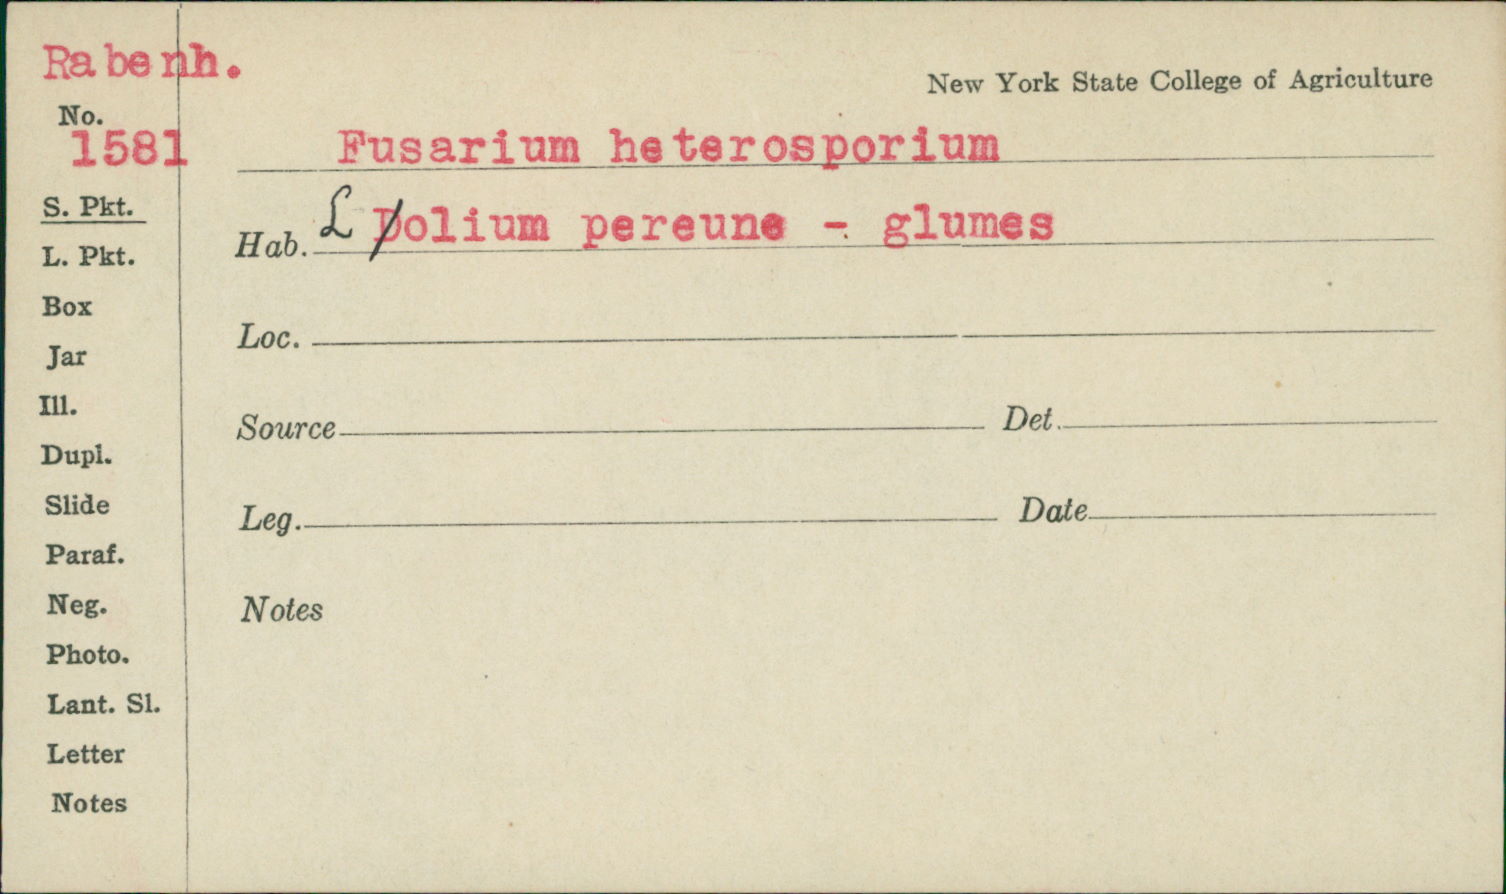 Rabenh.
New York State College of Agriculture
No.
1581
Fusarium heterosporium
S. Pkt.
Hab. L Dolium pereune - glumes
L. Pkt.
Box
Loc.
Jar
Ill.
Source Det.
Dupl.
Slide
Leg. Date
Paraf.
Neg.
Notes
Photo.
Lant. Sl.
Letter
Notes